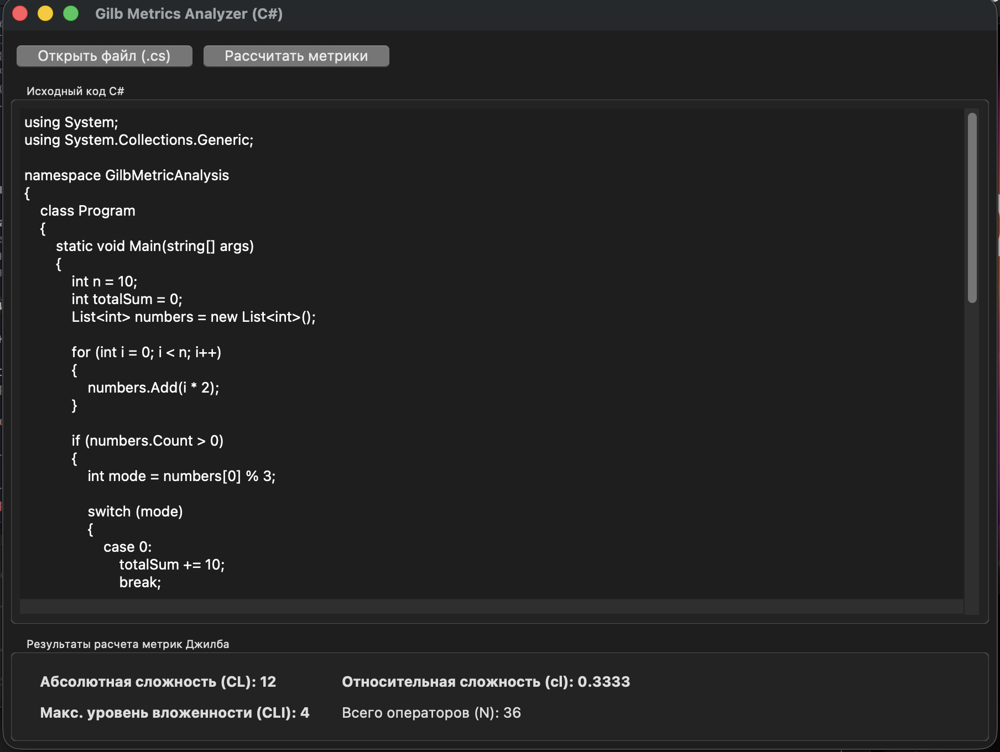 Gilb Metrics Analyzer (C#)
Открыть файл (.cs) Рассчитать метрики
Исходный код C#
using System;
using System.Collections.Generic;
namespace GilbMetricAnalysis
{
class Program
{
static void Main(string[] args)
{
int n = 10;
int totalSum = 0;
List<int> numbers = new List<int>();
for (int i = 0; i < n; i++)
{
numbers.Add(i * 2);
}
if (numbers.Count > 0)
{
int mode = numbers[0] % 3;
switch (mode)
{
case 0:
totalSum += 10;
break;
Результаты расчета метрик Джилба
Абсолютная сложность (CL): 12 Относительная сложность (cl): 0.3333
Макс. уровень вложенности (CLI): 4 Всего операторов (N): 36